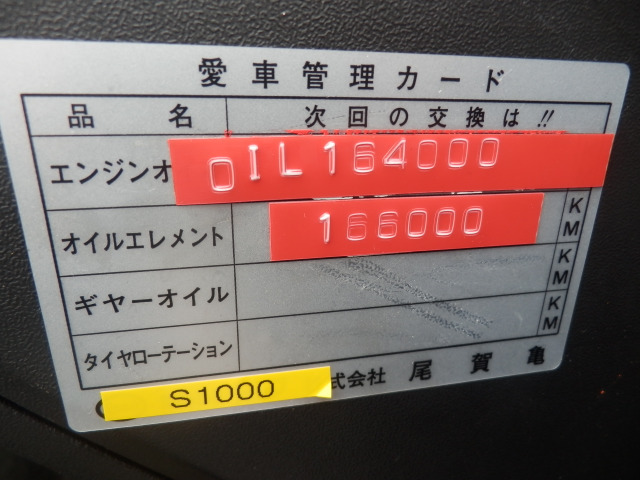 愛車管理カード
品 名 次回の交換は!!
エンジンオ OIL164000
オイルエレメント 166000 KM
ギヤーオイル KM
タイヤローテーション KM
S1000 式会社 尾賀亀